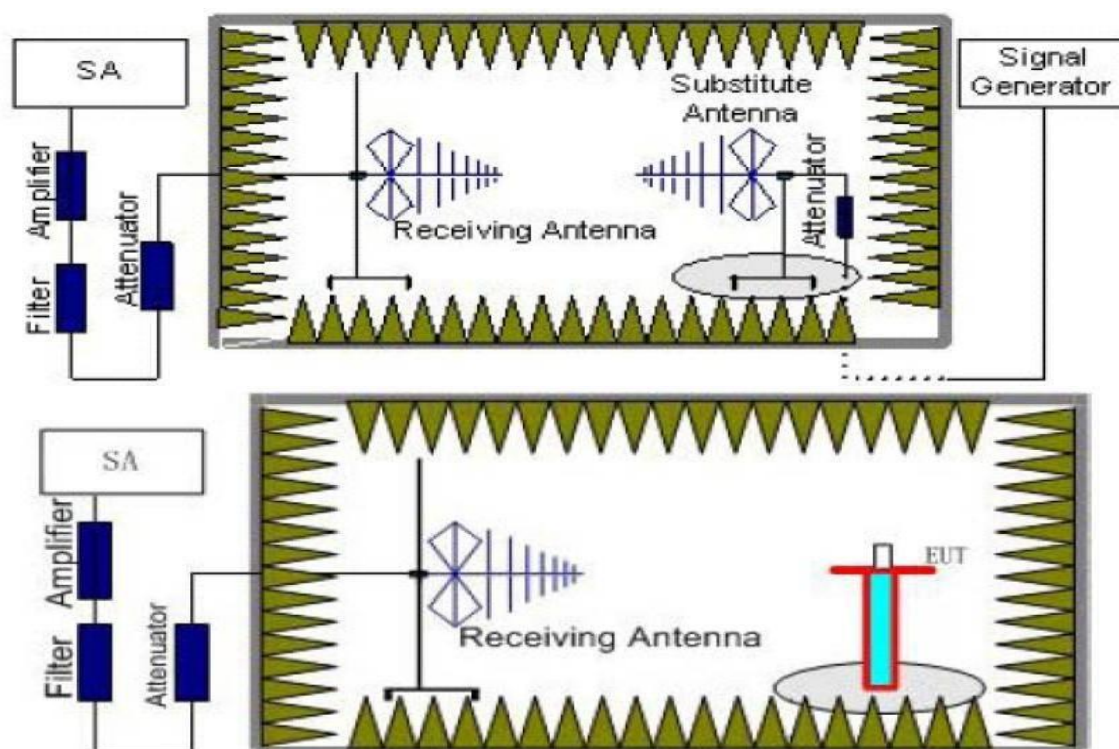 SA
Signal
Generator
Substitute
Antenna
Amplifier
Attenuator
Attenuator
Receiving Antenna
Filter
SA
Amplifier
EUT
Attenuator
Receiving Antenna
Filter